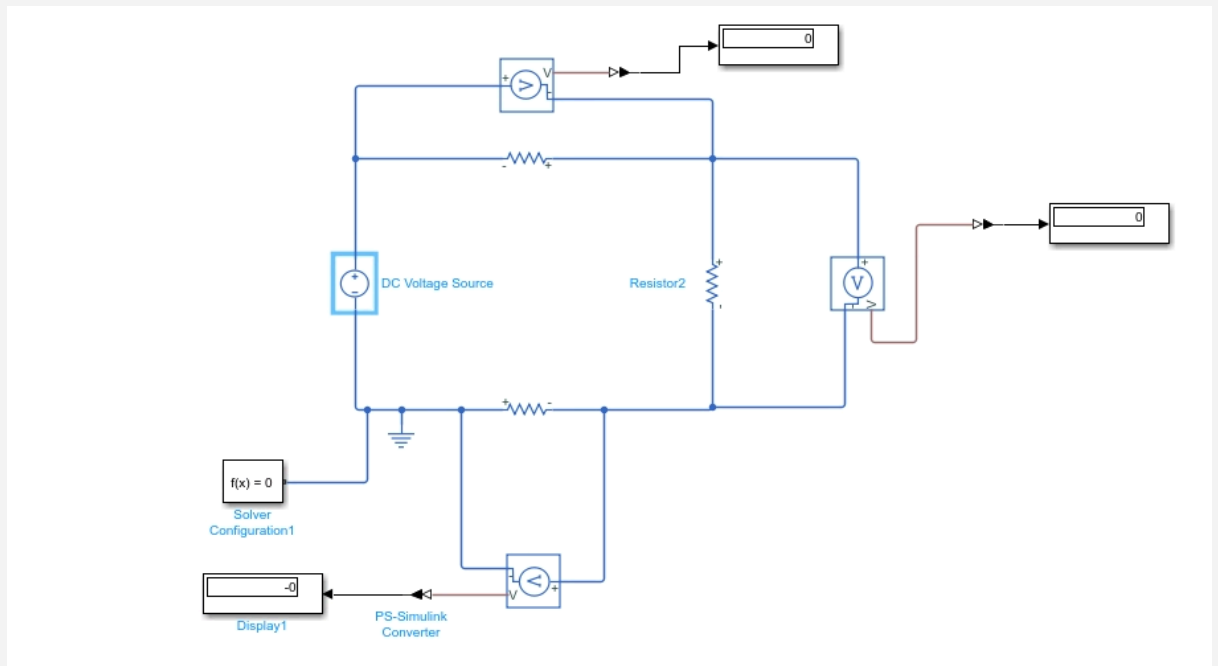 0
+
V
-
-
+
0
+
-
DC Voltage Source
Resistor2
+
-
+
V
V
+
-
f(x) = 0
Solver
Configuration1
-
V
+
V
-0
Display1
PS-Simulink
Converter